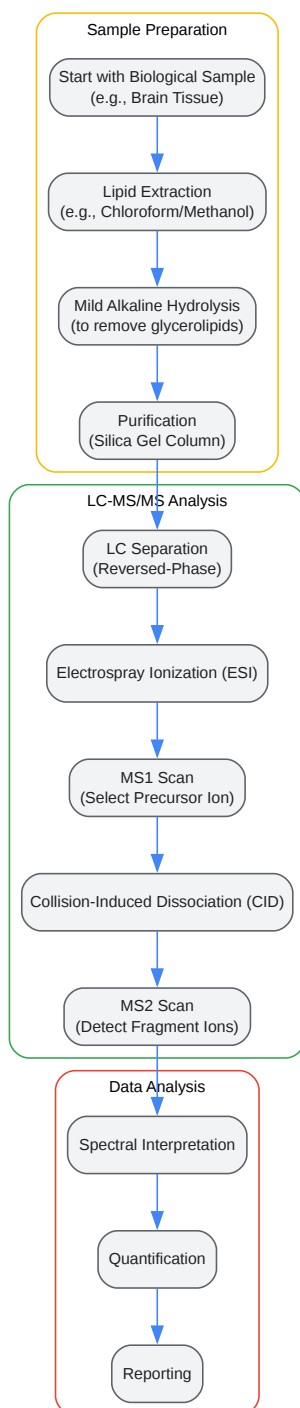 Sample Preparation
Start with Biological Sample
(e.g., Brain Tissue)
Lipid Extraction
(e.g., Chloroform/Methanol)
Mild Alkaline Hydrolysis
(to remove glycerolipids)
Purification
(Silica Gel Column)
LC-MS/MS Analysis
LC Separation
(Reversed-Phase)
Electrospray Ionization (ESI)
MS1 Scan
(Select Precursor Ion)
Collision-Induced Dissociation (CID)
MS2 Scan
(Detect Fragment Ions)
Data Analysis
Spectral Interpretation
Quantification
Reporting